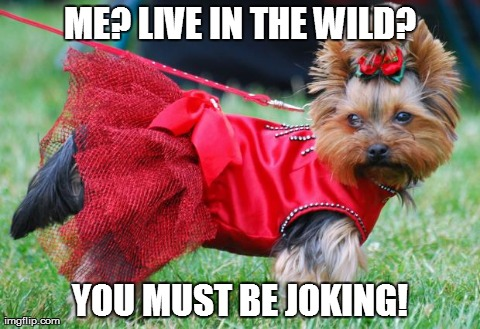 ME? LIVE IN THE WILD?
YOU MUST BE JOKING!
imgflip.com